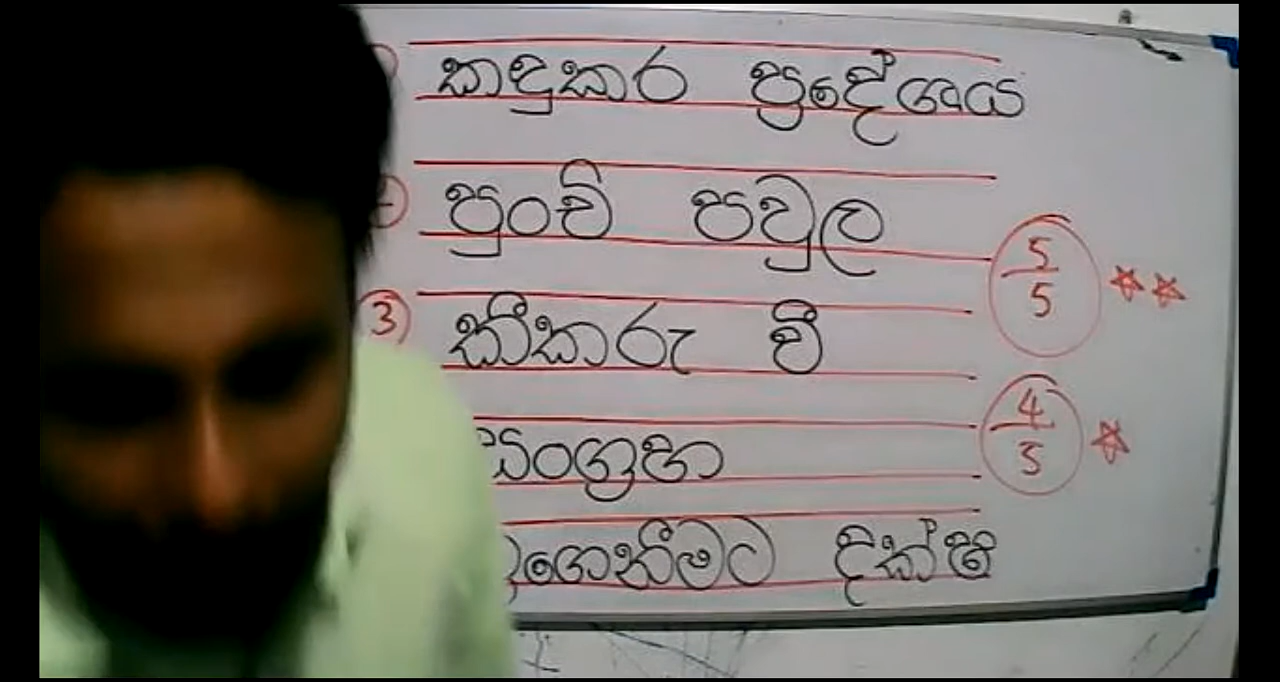 කඳුකර ප්‍රදේශය
පුංචි පවුල
5/5
③ කීකරු වී
4/5
සංග්‍රහා
ගෙනීමට දක්ෂ